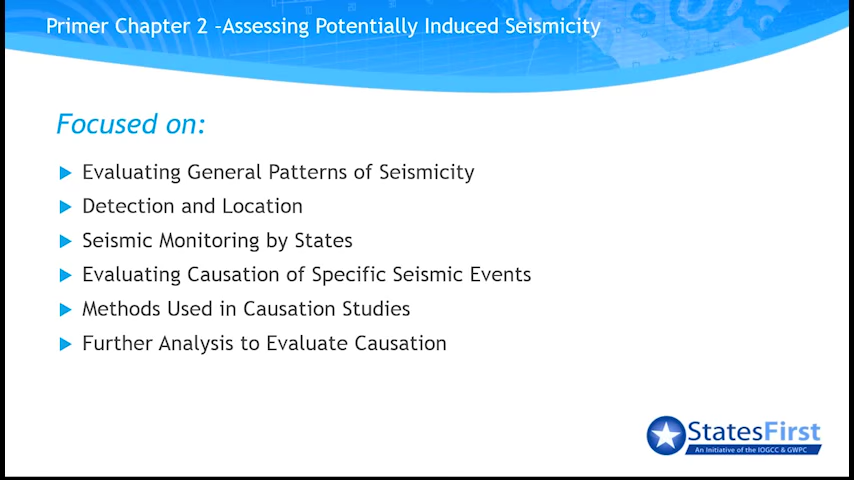 Primer Chapter 2 –Assessing Potentially Induced Seismicity
Focused on:
Evaluating General Patterns of Seismicity
Detection and Location
Seismic Monitoring by States
Evaluating Causation of Specific Seismic Events
Methods Used in Causation Studies
Further Analysis to Evaluate Causation
StatesFirst
An Initiative of the IOGCC & GWPC